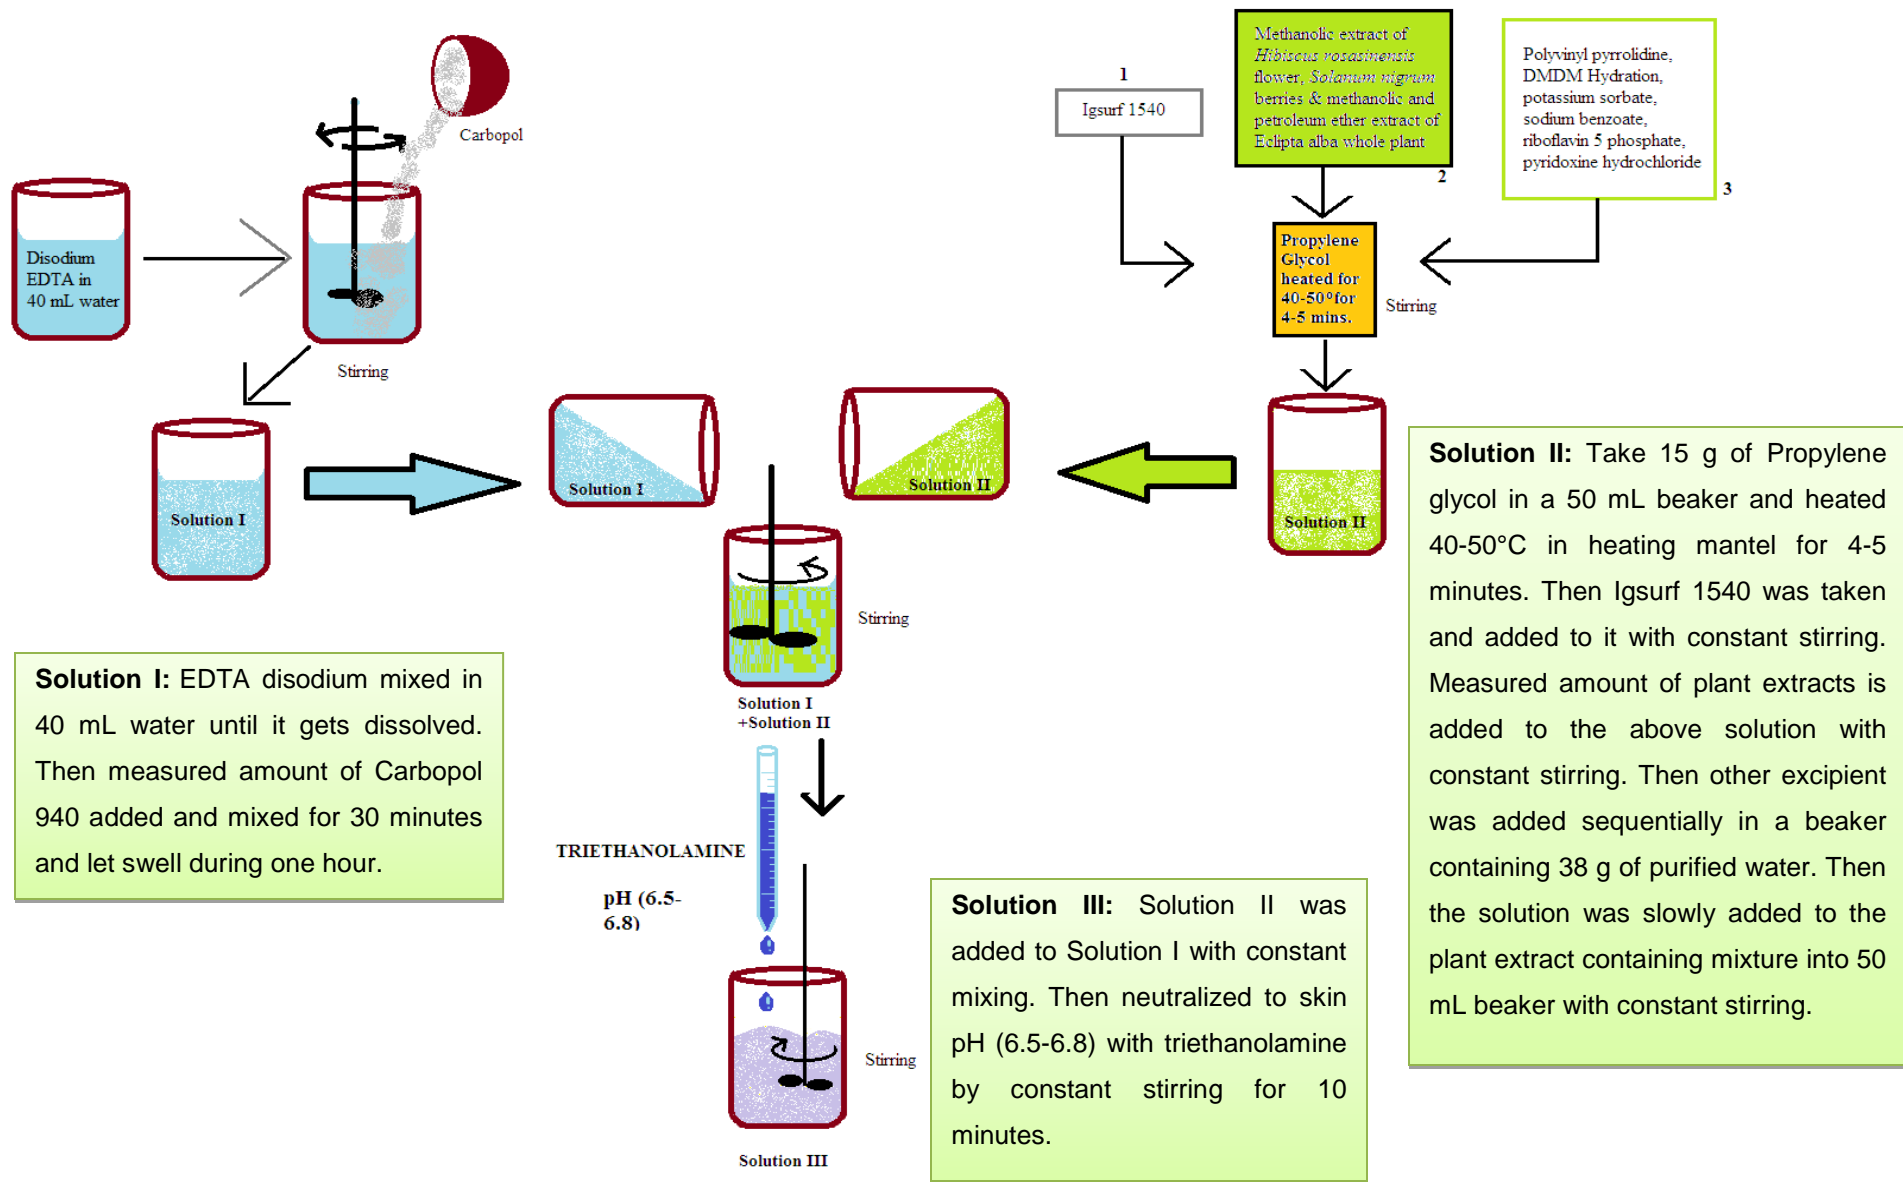 Carbopol
Disodium
EDTA in
40 mL water
Stirring
Solution I
1
Igsurf 1540
Methanolic extract of
Hibiscus rosasinensis
flower, Solanum nigrum
berries & methanolic and
petroleum ether extract of
Eclipta alba whole plant
2
Polyvinyl pyrrolidine,
DMDM Hydration,
potassium sorbate,
sodium benzoate,
riboflavin 5 phosphate,
pyridoxine hydrochloride
3
Propylene
Glycol
heated for
40-50°for
4-5 mins.
Stirring
Solution II
Solution I
Solution II
Stirring
Solution I
+Solution II
TRIETHANOLAMINE
pH (6.5-
6.8)
Stirring
Solution III
Solution I: EDTA disodium mixed in
40 mL water until it gets dissolved.
Then measured amount of Carbopol
940 added and mixed for 30 minutes
and let swell during one hour.
Solution II: Take 15 g of Propylene
glycol in a 50 mL beaker and heated
40-50°C in heating mantel for 4-5
minutes. Then Igsurf 1540 was taken
and added to it with constant stirring.
Measured amount of plant extracts is
added to the above solution with
constant stirring. Then other excipient
was added sequentially in a beaker
containing 38 g of purified water. Then
the solution was slowly added to the
plant extract containing mixture into 50
mL beaker with constant stirring.
Solution III: Solution II was
added to Solution I with constant
mixing. Then neutralized to skin
pH (6.5-6.8) with triethanolamine
by constant stirring for 10
minutes.